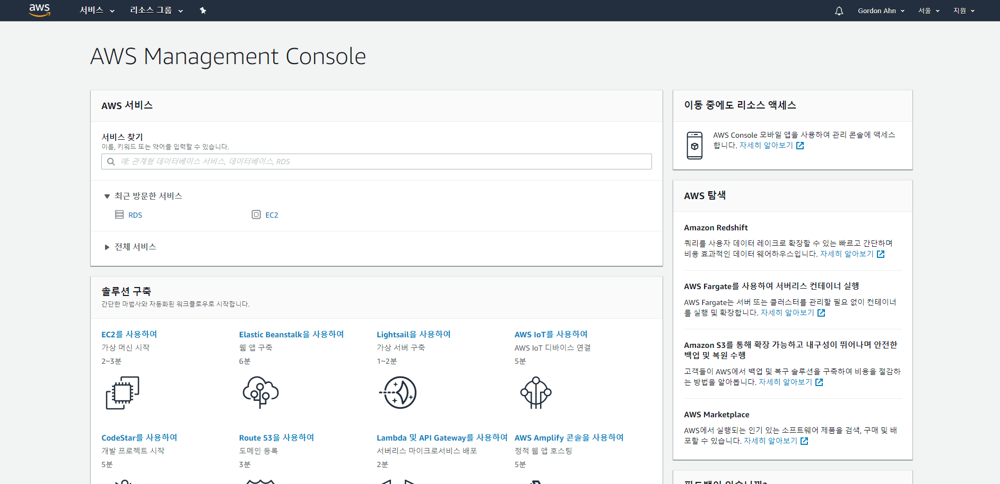 aws 서비스 리소스 그룹 Gordon Ahn 서울 지원
AWS Management Console
AWS 서비스
서비스 찾기
이름, 키워드 또는 약어를 입력할 수 있습니다.
예: 관계형 데이터베이스 서비스, 데이터베이스, RDS
최근 방문한 서비스
RDS EC2
전체 서비스
솔루션 구축
간단한 마법사와 자동화된 워크플로우로 시작합니다.
EC2를 사용하여
가상 머신 시작
2~3분
Elastic Beanstalk을 사용하여
웹 앱 구축
6분
Lightsail을 사용하여
가상 서버 구축
1~2분
AWS IoT를 사용하여
AWS IoT 디바이스 연결
5분
CodeStar를 사용하여
개발 프로젝트 시작
5분
Route 53을 사용하여
도메인 등록
3분
Lambda 및 API Gateway를 사용하여
서버리스 마이크로서비스 배포
2분
AWS Amplify 콘솔을 사용하여
정적 웹 앱 호스팅
5분
이동 중에도 리소스 액세스
AWS Console 모바일 앱을 사용하여 관리 콘솔에 액세스
합니다. 자세히 알아보기
AWS 탐색
Amazon Redshift
쿼리를 사용자 데이터 레이크로 확장할 수 있는 빠르고 간단하며
비용 효과적인 데이터 웨어하우스입니다. 자세히 알아보기
AWS Fargate를 사용하여 서버리스 컨테이너 실행
AWS Fargate는 서버 또는 클러스터를 관리할 필요 없이 컨테이너
를 실행 및 확장합니다. 자세히 알아보기
Amazon S3를 통해 확장 가능하고 내구성이 뛰어나며 안전한
백업 및 복원 수행
고객들이 AWS에서 백업 및 복구 솔루션을 구축하여 비용을 절감하
는 방법을 알아봅니다. 자세히 알아보기
AWS Marketplace
AWS에서 실행되는 인기 있는 소프트웨어 제품을 검색, 구매 및 배
포할 수 있습니다. 자세히 알아보기
피드백이 있습니까?